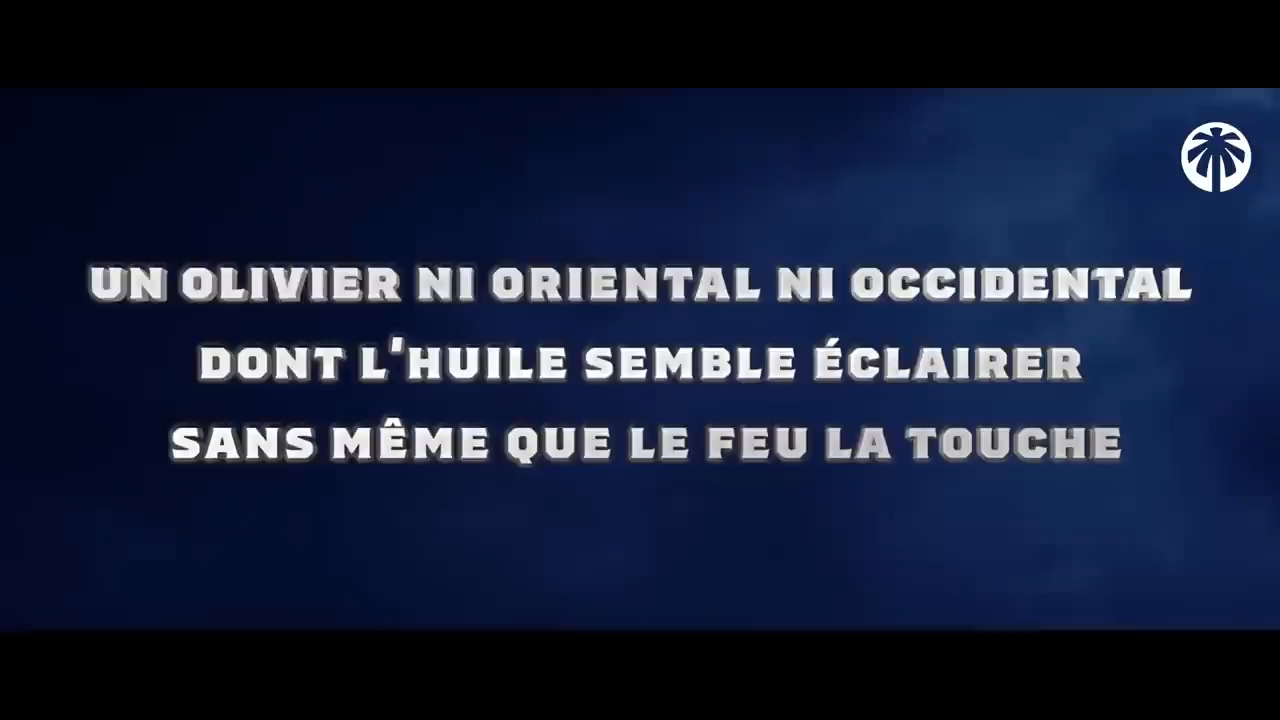 UN OLIVIER NI ORIENTAL NI OCCIDENTAL
DONT L'HUILE SEMBLE ÉCLAIRER
SANS MÊME QUE LE FEU LA TOUCHE